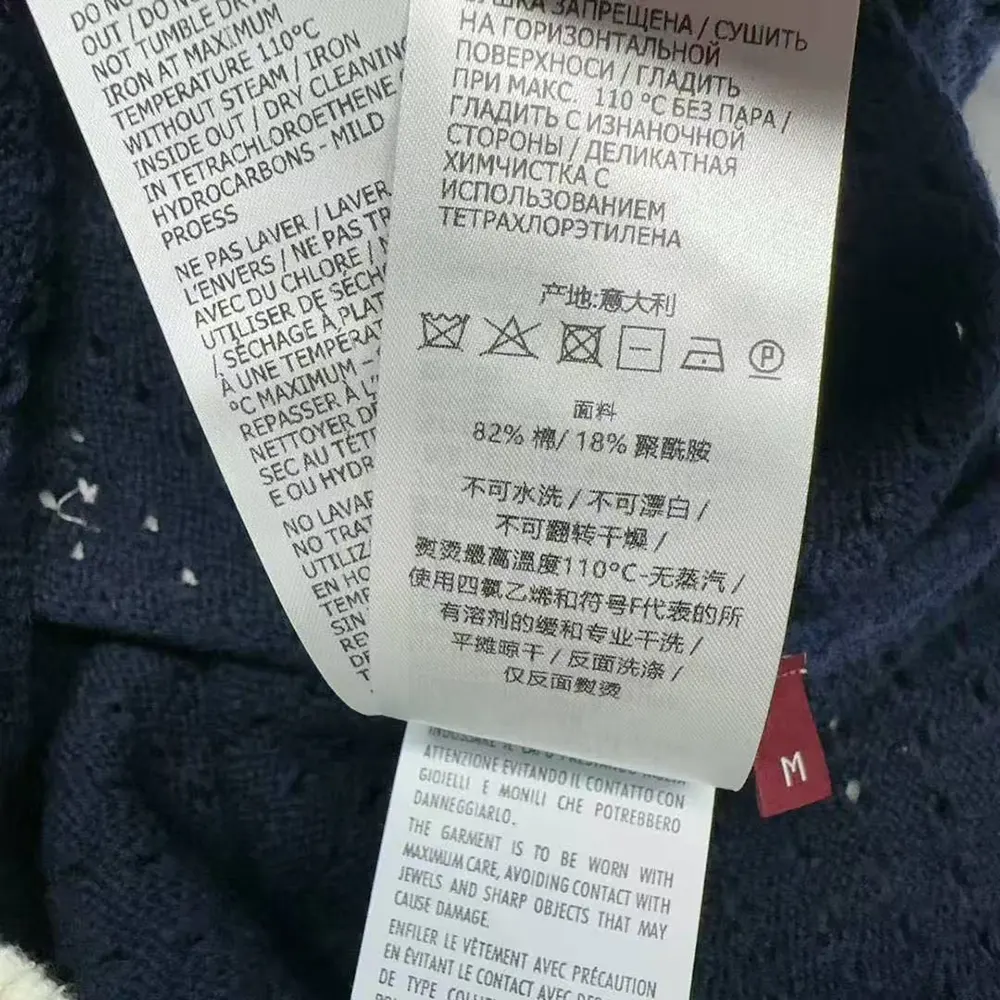 OUT / DO NO
NOT TUMBLE DRY
IRON AT MAXIMUM
TEMPERATURE 110°C
WITHOUT STEAM / IRON
INSIDE OUT / DRY CLEANING
IN TETRACHLOROETHENE
HYDROCARBONS - MILD
PROESS
NE PAS LAVER / LAVER
L'ENVERS / NE PAS TR
AVEC DU CHLORE / N
UTILISER DE SÉCH
/ SÉCHAGE À PLAT
À UNE TEMPÉRAT
°C MAXIMUM –
REPASSER À L'
NETTOYER
SEC AU TÉT
E OU HYDR
NO LAVAR
NO TRAT
UTILIZ
EN HO
TEMP
SIN
ЗАПРЕЩЕНА / СУШИТЬ
НА ГОРИЗОНТАЛЬНОЙ
ПОВЕРХНОСИ / ГЛАДИТЬ
ПРИ МАКС. 110 °C БЕЗ ПАРА /
ГЛАДИТЬ С ИЗНАНОЧНОЙ
СТОРОНЫ / ДЕЛИКАТНАЯ
ХИМЧИСТКА С
ИСПОЛЬЗОВАНИЕМ
ТЕТРАХЛОРЭТИЛЕНА
产地:意大利
P
面料
82% 棉/ 18% 聚酰胺
不可水洗 / 不可漂白 /
不可翻转干燥 /
熨烫最高溫度110°C-无蒸汽 /
使用四氯乙烯和符号F代表的所
有溶剂的缓和专业干洗 /
平摊晾干 / 反面洗涤 /
仅反面熨烫
M
ATTENZIONE EVITANDO IL CONTATTO CON
GIOIELLI E MONILI CHE POTREBBERO
DANNEGGIARLO.
THE GARMENT IS TO BE WORN WITH
MAXIMUM CARE, AVOIDING CONTACT WITH
JEWELS AND SHARP OBJECTS THAT MAY
CAUSE DAMAGE.
ENFILER LE VÊTEMENT AVEC PRÉCAUTION
EN ÉVITANT LE CONTACT AVEC DES
DE TYPE